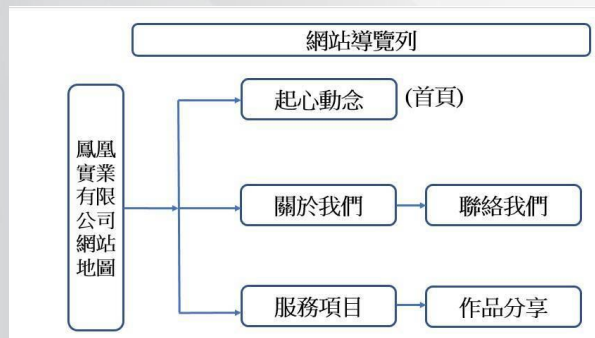 網站導覽列
鳳凰
實業
有限
公司
網站
地圖
起心動念 (首頁)
關於我們
聯絡我們
服務項目
作品分享